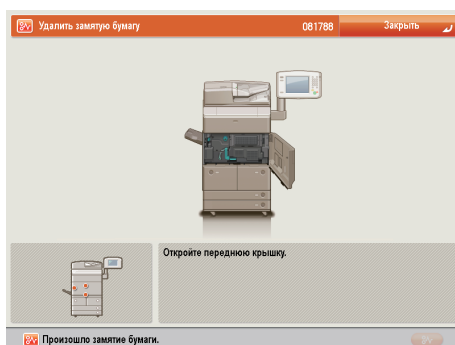 Удалить замятую бумагу
081788
Закрыть
Откройте переднюю крышку.
Произошло замятие бумаги.